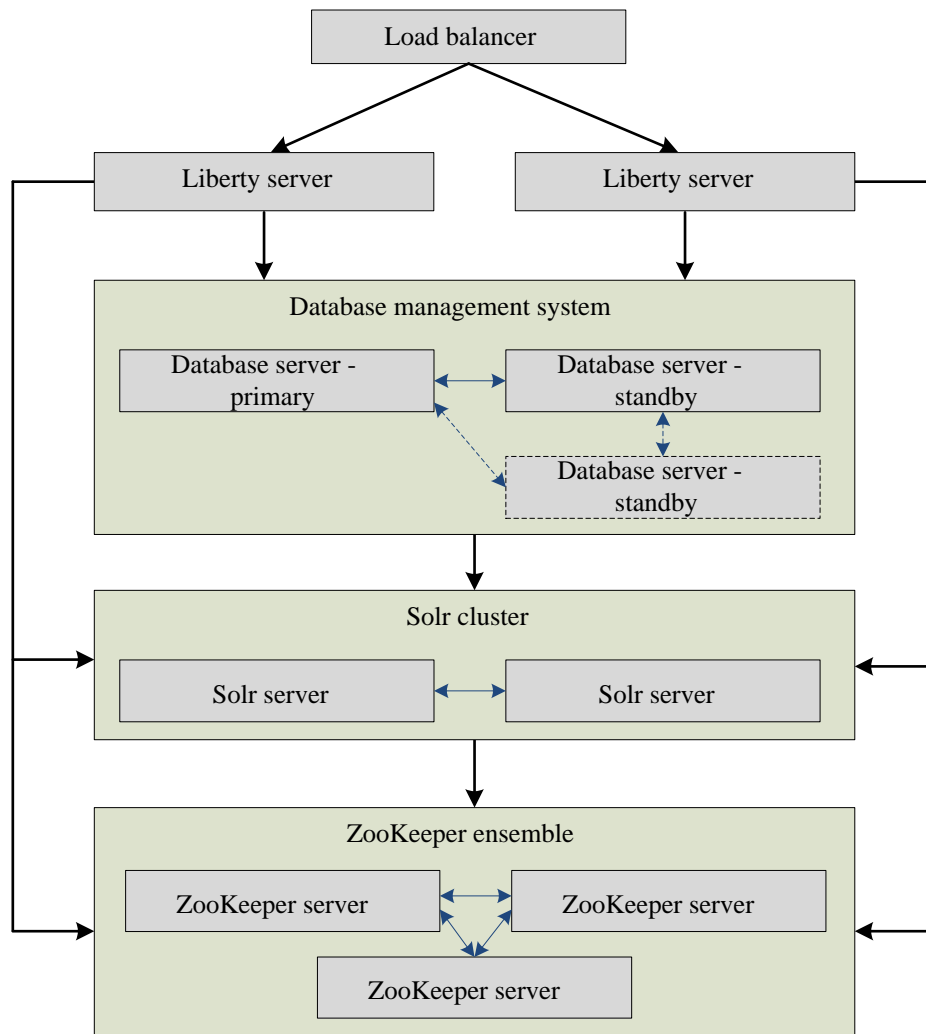 Load balancer
Liberty server
Liberty server
Database management system
Database server -
primary
Database server -
standby
Database server -
standby
Solr cluster
Solr server
Solr server
ZooKeeper ensemble
ZooKeeper server
ZooKeeper server
ZooKeeper server